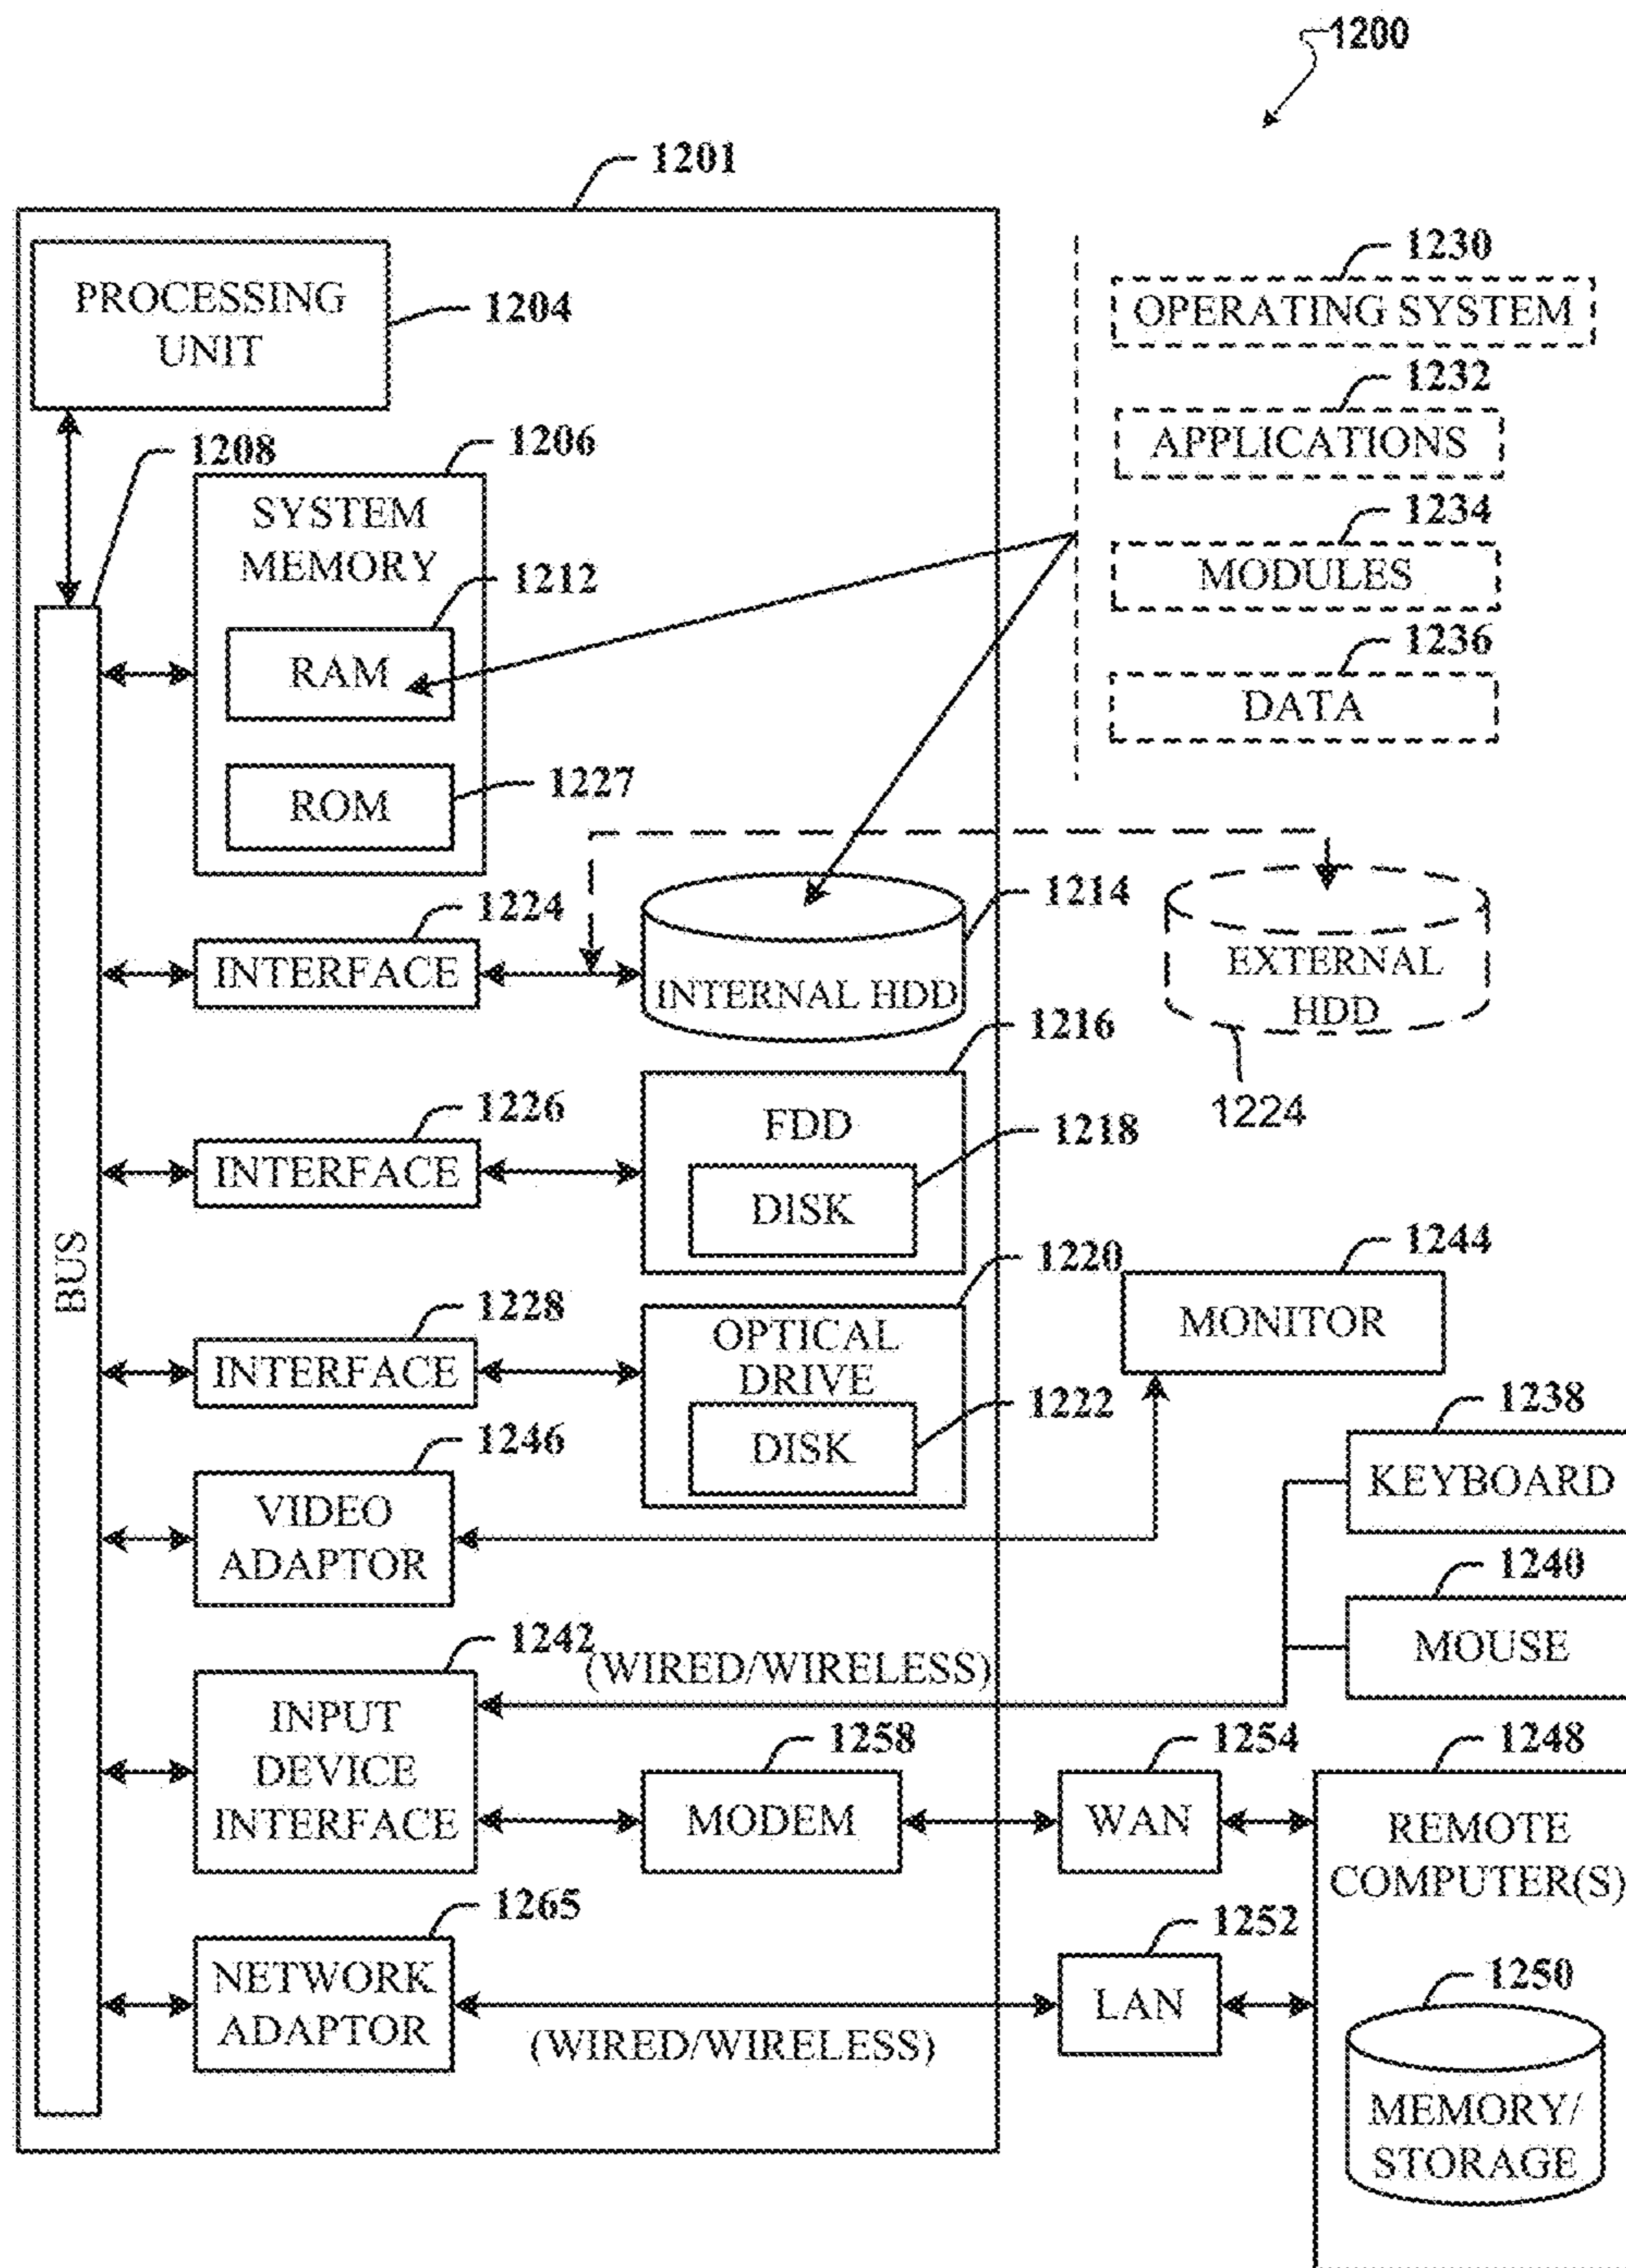 1200
1201
PROCESSING
UNIT
1204
1230
OPERATING SYSTEM
1232
APPLICATIONS
1234
MODULES
1236
DATA
1208
1206
SYSTEM
MEMORY
1212
RAM
1227
ROM
BUS
1224
INTERFACE
1214
INTERNAL HDD
EXTERNAL
HDD
1224
1226
INTERFACE
1216
FDD
1218
DISK
1228
INTERFACE
1220
OPTICAL
DRIVE
1222
DISK
1244
MONITOR
1246
VIDEO
ADAPTOR
1238
KEYBOARD
1240
MOUSE
1242
(WIRED/WIRELESS)
INPUT
DEVICE
INTERFACE
1258
MODEM
1254
WAN
1248
REMOTE
COMPUTER(S)
1265
NETWORK
ADAPTOR
(WIRED/WIRELESS)
1252
LAN
1250
MEMORY/
STORAGE